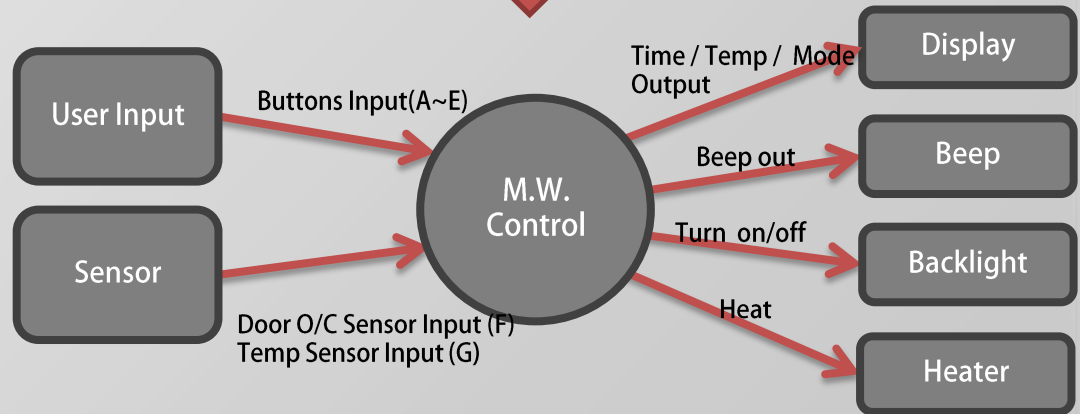 User Input
Buttons Input(A~E)
Sensor
Door O/C Sensor Input (F)
Temp Sensor Input (G)
M.W.
Control
Time / Temp / Mode
Output
Beep out
Turn on/off
Heat
Display
Beep
Backlight
Heater